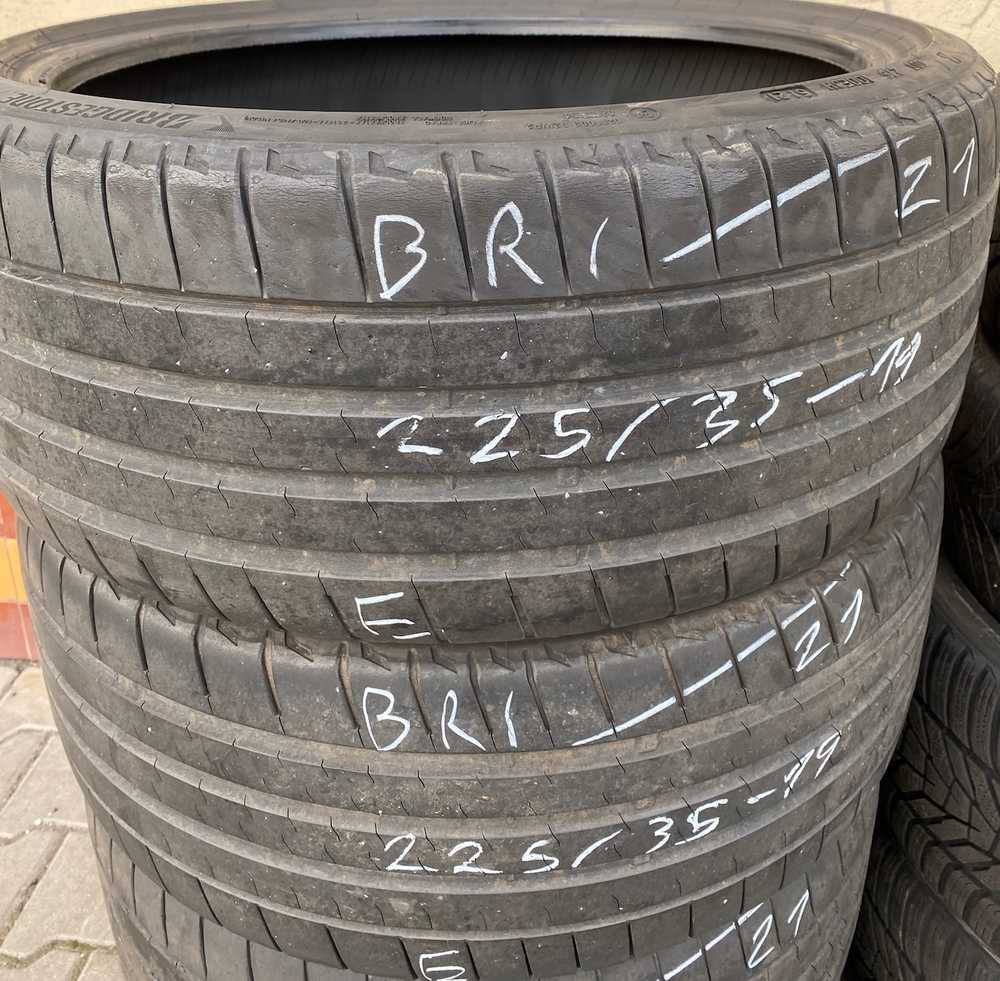 BRIDGESTONE
BRI — 21
225/35-19
E
BRI — 21
225/35-19
E — 21